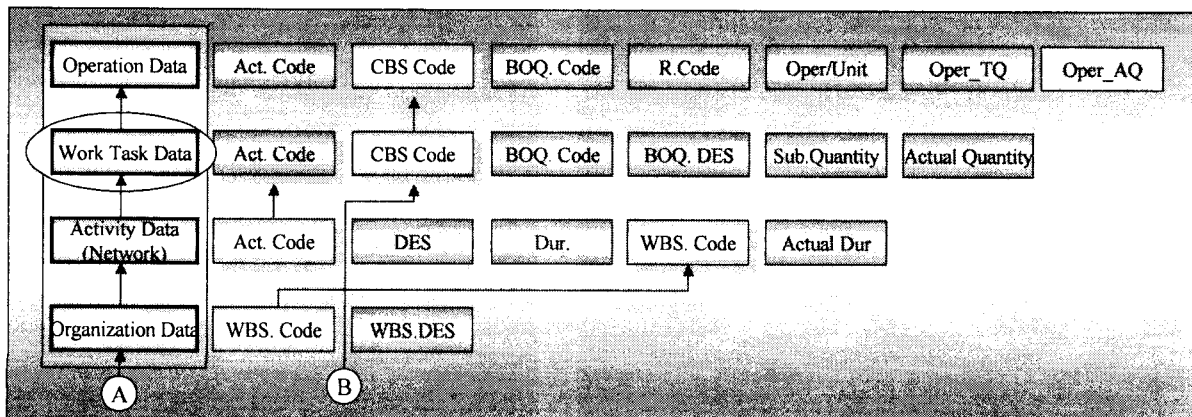 Operation Data Act. Code CBS Code BOQ. Code R.Code Oper/Unit Oper_TQ Oper_AQ
Work Task Data Act. Code CBS Code BOQ. Code BOQ. DES Sub.Quantity Actual Quantity
Activity Data Act. Code DES Dur. WBS. Code Actual Dur
(Network)
Organization Data WBS. Code WBS.DES
A B